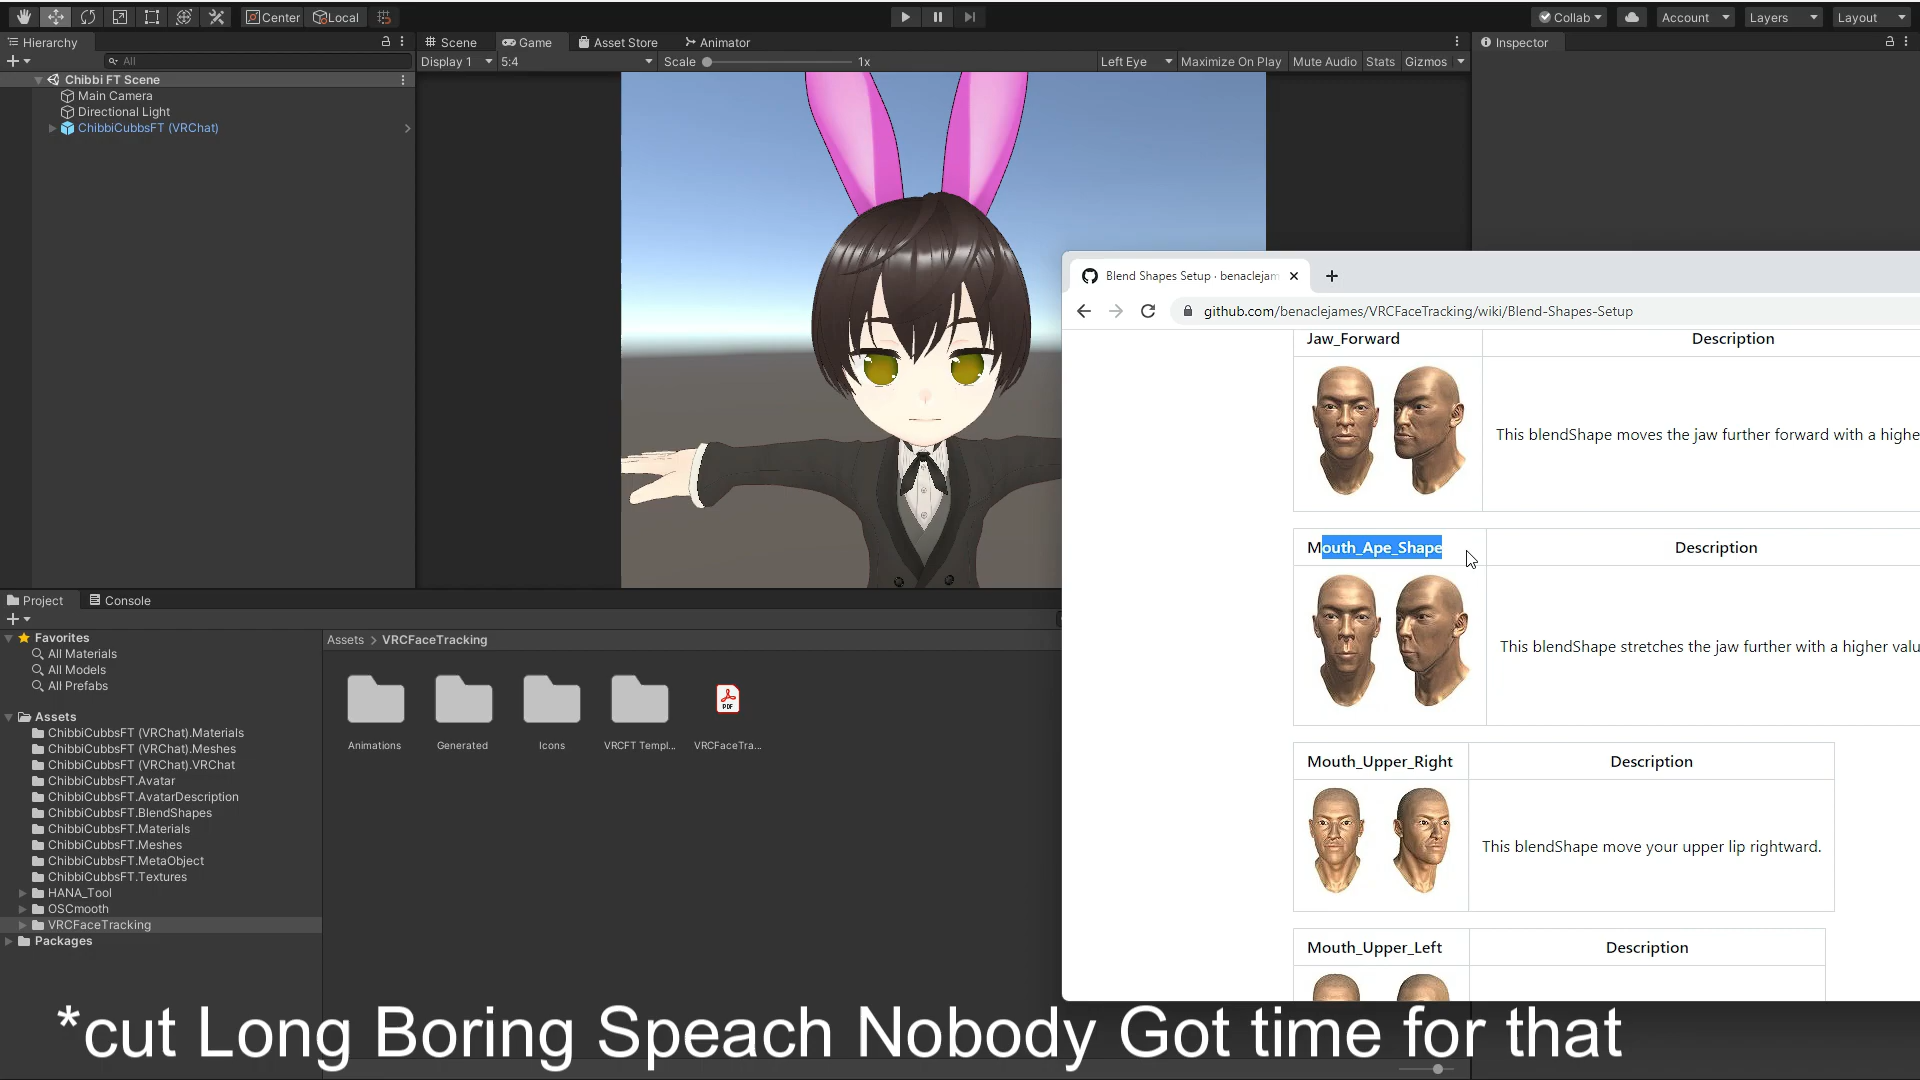 Center
Local
Collab
Account
Layers
Layout
Hierarchy
Scene
Game
Asset Store
Animator
Inspector
All
Display 1
5:4
Scale
1x
Left Eye
Maximize On Play
Mute Audio
Stats
Gizmos
Chibbi FT Scene
Main Camera
Directional Light
ChibbiCubbsFT (VRChat)
Blend Shapes Setup · benaclejam
github.com/benaclejames/VRCFaceTracking/wiki/Blend-Shapes-Setup
Jaw_Forward
Description
This blendShape moves the jaw further forward with a highe
Mouth_Ape_Shape
Description
This blendShape stretches the jaw further with a higher valu
Mouth_Upper_Right
Description
This blendShape move your upper lip rightward.
Mouth_Upper_Left
Description
Project
Console
Favorites
All Materials
All Models
All Prefabs
Assets
ChibbiCubbsFT (VRChat).Materials
ChibbiCubbsFT (VRChat).Meshes
ChibbiCubbsFT (VRChat).VRChat
ChibbiCubbsFT.Avatar
ChibbiCubbsFT.AvatarDescription
ChibbiCubbsFT.BlendShapes
ChibbiCubbsFT.Materials
ChibbiCubbsFT.Meshes
ChibbiCubbsFT.MetaObject
ChibbiCubbsFT.Textures
HANA_Tool
OSCmooth
VRCFaceTracking
Packages
Assets > VRCFaceTracking
Animations
Generated
Icons
VRCFT Templ...
PDF
VRCFaceTra...
*cut Long Boring Speach Nobody Got time for that